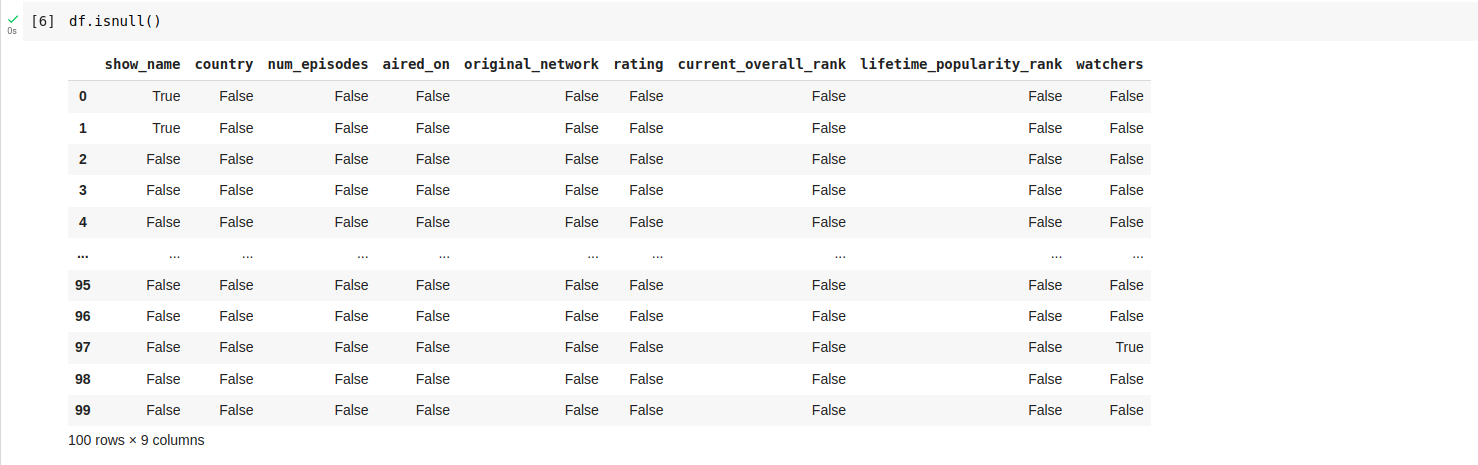 [6] df.isnull()
0s
show_name country num_episodes aired_on original_network rating current_overall_rank lifetime_popularity_rank watchers
0 True False False False False False False False False
1 True False False False False False False False False
2 False False False False False False False False False
3 False False False False False False False False False
4 False False False False False False False False False
... ... ... ... ... ... ... ... ... ...
95 False False False False False False False False False
96 False False False False False False False False False
97 False False False False False False False False True
98 False False False False False False False False False
99 False False False False False False False False False
100 rows × 9 columns